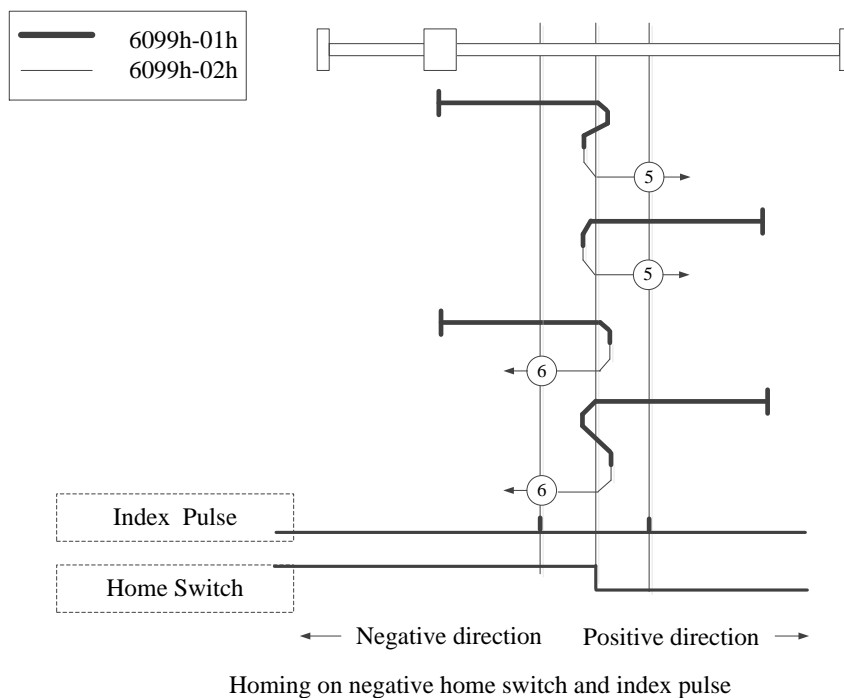 6099h-01h
6099h-02h
5
5
6
6
Index Pulse
Home Switch
Negative direction
Positive direction
Homing on negative home switch and index pulse